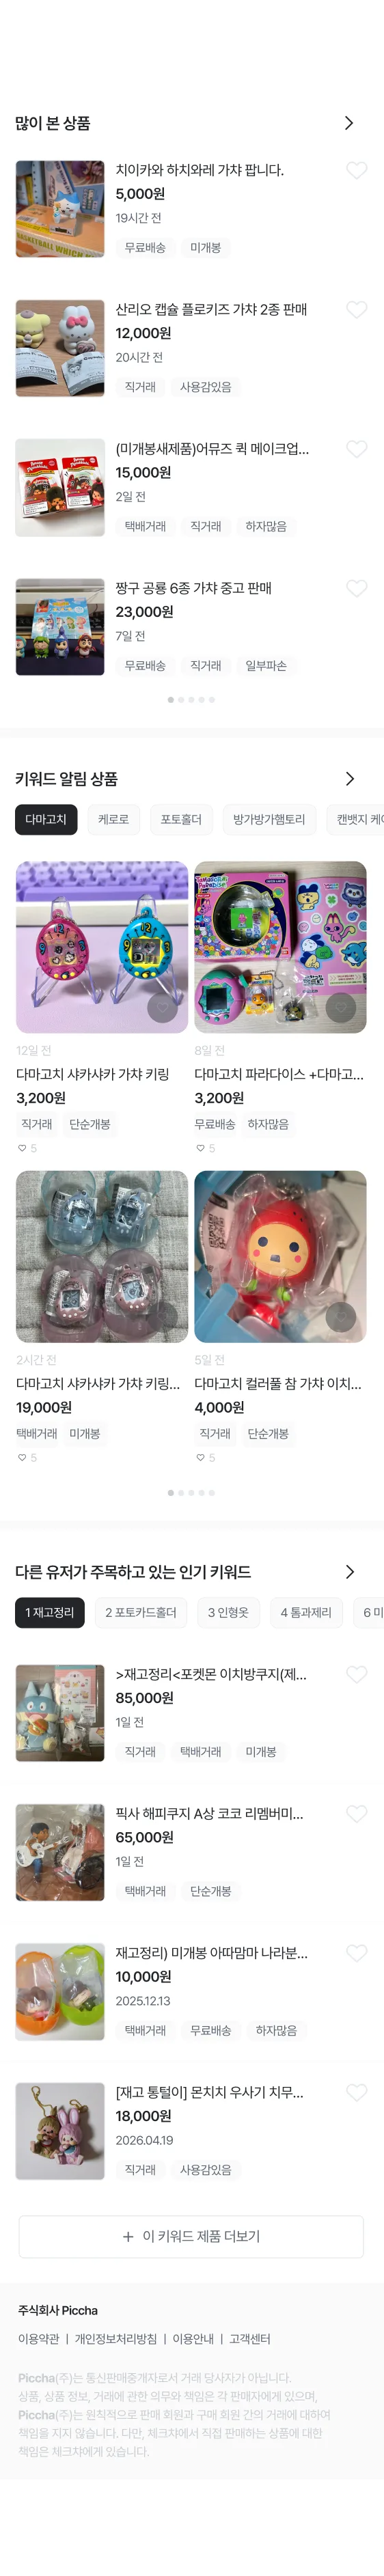 많이 본 상품
치이카와 하치와레 가챠 팝니다.
5,000원
19시간 전
무료배송 미개봉
산리오 캡슐 플로키즈 가챠 2종 판매
12,000원
20시간 전
직거래 사용감있음
(미개봉새제품)어뮤즈 퀵 메이크업...
15,000원
2일 전
택배거래 직거래 하자많음
짱구 공룡 6종 가챠 중고 판매
23,000원
7일 전
무료배송 직거래 일부파손
키워드 알림 상품
다마고치 케로로 포토홀더 방가방가햄토리 캔뱃지 케이
12일 전
다마고치 샤카샤카 가챠 키링
3,200원
직거래 단순개봉
5
8일 전
다마고치 파라다이스 +다마고...
3,200원
무료배송 하자많음
5
2시간 전
다마고치 샤카샤카 가챠 키링...
19,000원
택배거래 미개봉
5
5일 전
다마고치 컬러풀 참 가챠 이치...
4,000원
직거래 단순개봉
5
다른 유저가 주목하고 있는 인기 키워드
1 재고정리 2 포토카드홀더 3 인형옷 4 톰과제리 6 미
>재고정리<포켓몬 이치방쿠지(제...
85,000원
1일 전
직거래 택배거래 미개봉
픽사 해피쿠지 A상 코코 리멤버미...
65,000원
1일 전
택배거래 단순개봉
재고정리) 미개봉 아따맘마 나라분...
10,000원
2025.12.13
택배거래 무료배송 하자많음
[재고 통털이] 몬치치 우사기 치무...
18,000원
2026.04.19
직거래 사용감있음
+ 이 키워드 제품 더보기
주식회사 Piccha
이용약관 | 개인정보처리방침 | 이용안내 | 고객센터
Piccha(주)는 통신판매중개자로서 거래 당사자가 아닙니다.
상품, 상품 정보, 거래에 관한 의무와 책임은 각 판매자에게 있으며,
Piccha(주)는 원칙적으로 판매 회원과 구매 회원 간의 거래에 대하여
책임을 지지 않습니다. 다만, 체크챠에서 직접 판매하는 상품에 대한
책임은 체크챠에게 있습니다.